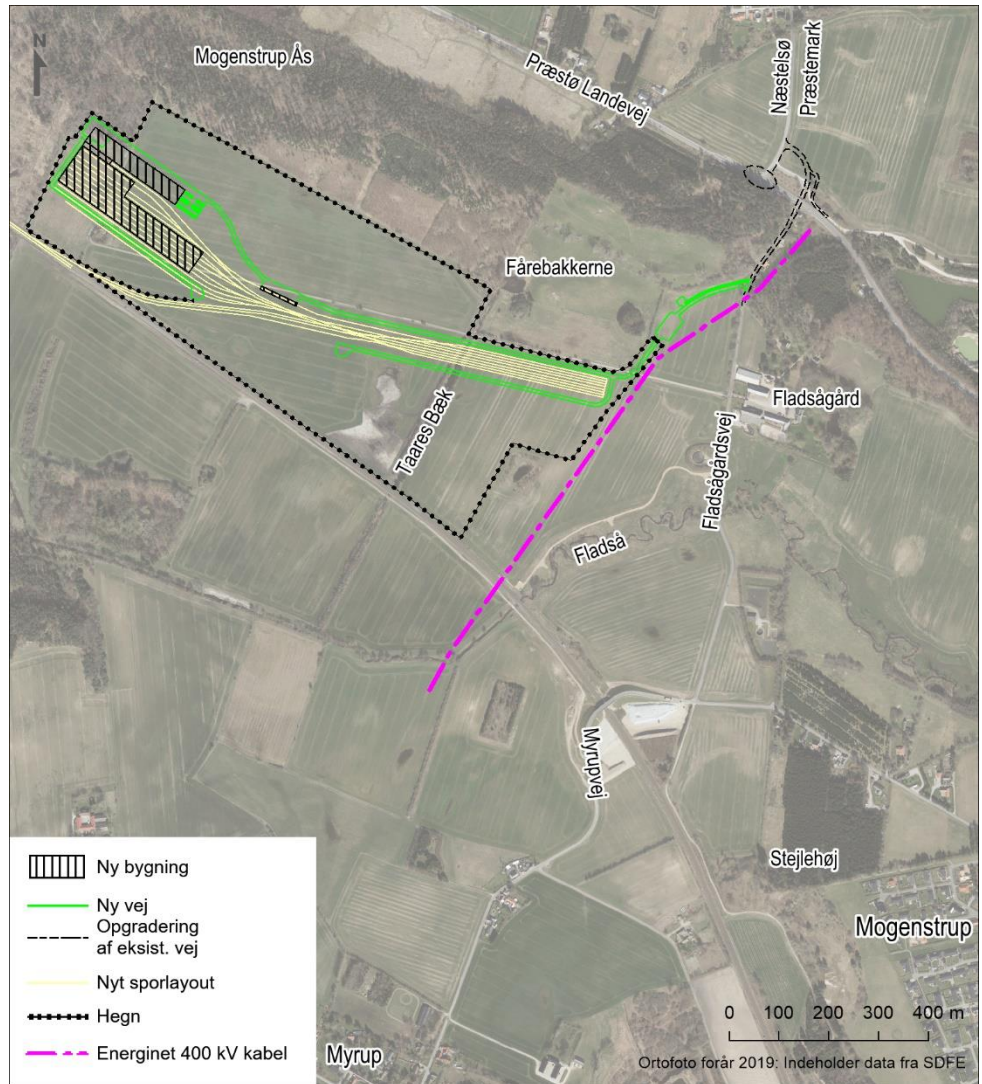 N
Mogenstrup Ås
Præstø Landevej
Næstelsø
Præstemark
Fårebakkerne
Fladsågård
Taares Bæk
Fladsågårdsvej
Fladså
Myrupvej
Stejlehøj
Mogenstrup
Myrup
Ny bygning
Ny vej
Opgradering
af eksist. vej
Nyt sporlayout
Hegn
Energinet 400 kV kabel
0 100 200 300 400 m
Ortofoto forår 2019: Indeholder data fra SDFE